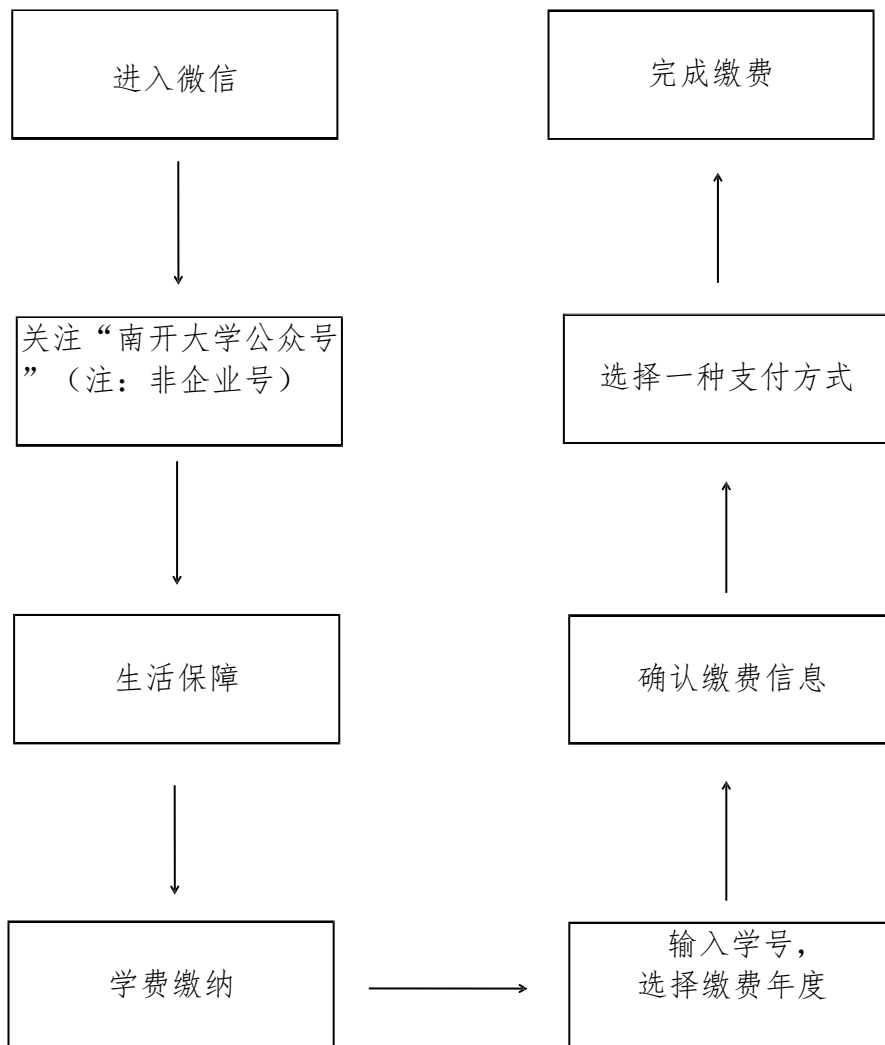 进入微信
关注“南开大学公众号
”（注：非企业号）
生活保障
学费缴纳
输入学号，
选择缴费年度
确认缴费信息
选择一种支付方式
完成缴费